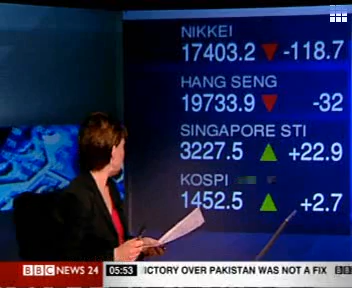 NIKKEI
17403.2 -118.7
HANG SENG
19733.9 -32
SINGAPORE STI
3227.5 +22.9
KOSPI
1452.5 +2.7
BBC NEWS 24 05:53 ICTORY OVER PAKISTAN WAS NOT A FIX BB